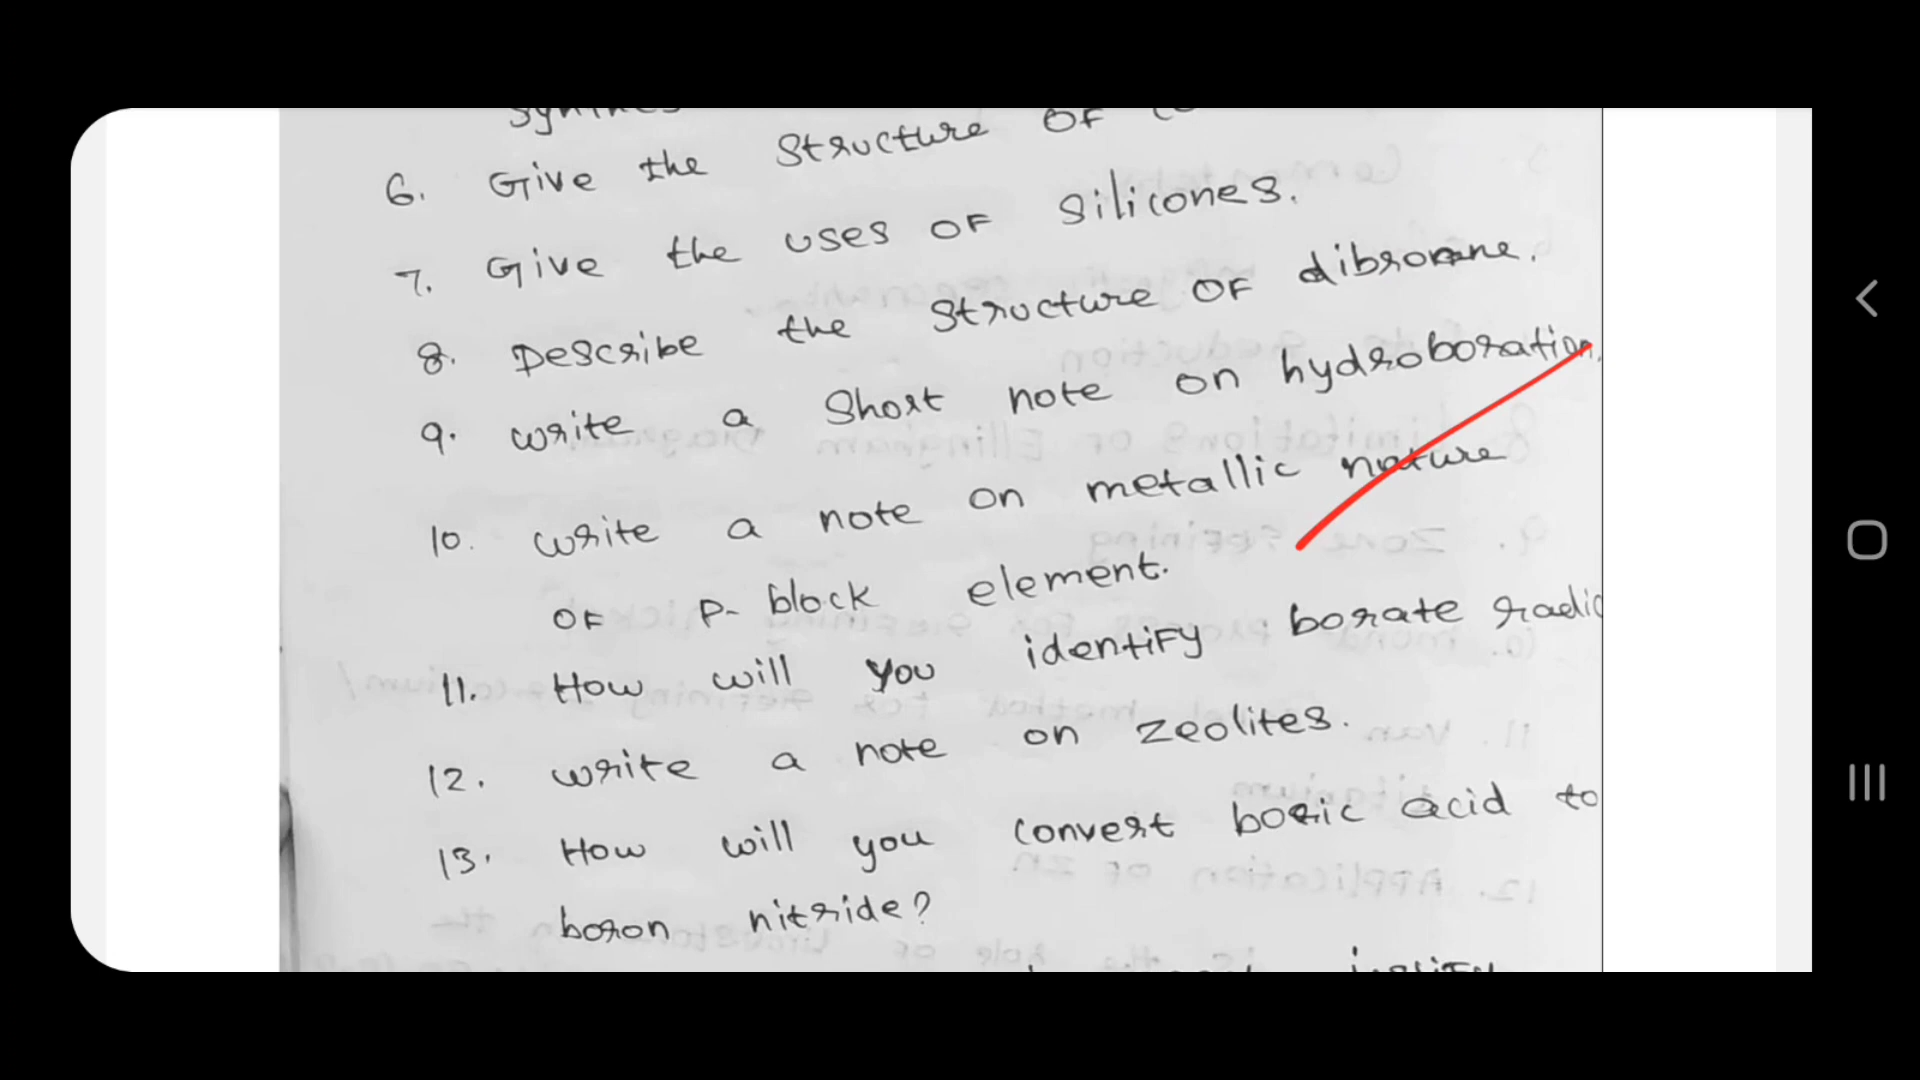 6. Give the structure of
7. Give the uses of silicones.
8. Describe the structure of dibroane.
9. write a short note on hydroboration.
10. write a note on metallic nature
of p-block element.
11. How will you identify borate
12. write a note on zeolites.
13. How will you convert boric acid to
boron nitride?